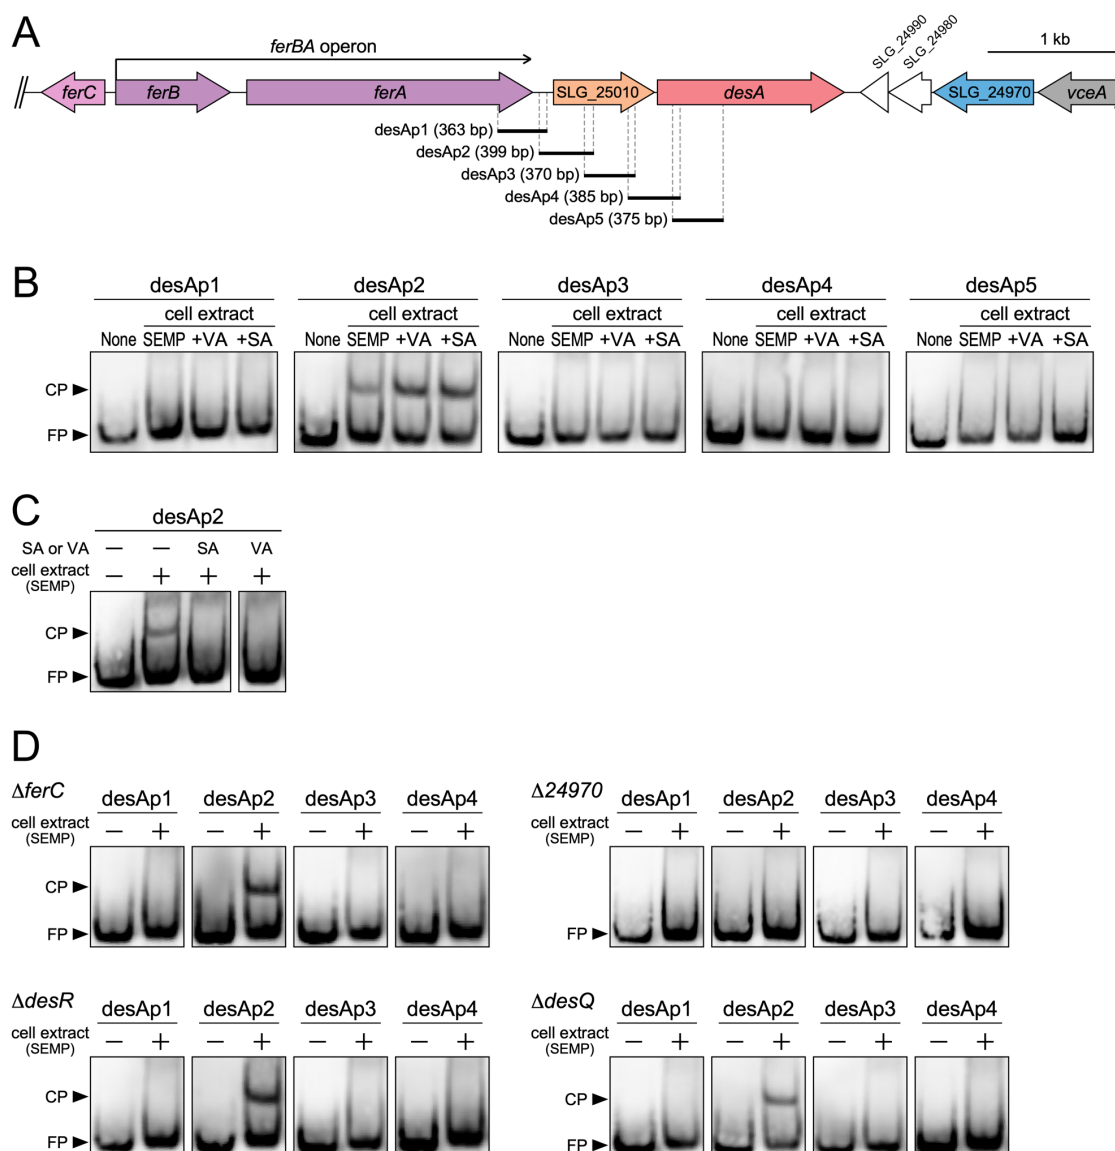 A
ferBA operon
SLG_24990
SLG_24980
1 kb
ferC
ferB
ferA
SLG_25010
desA
SLG_24970
vceA
desAp1 (363 bp)
desAp2 (399 bp)
desAp3 (370 bp)
desAp4 (385 bp)
desAp5 (375 bp)
B
desAp1 desAp2 desAp3 desAp4 desAp5
cell extract cell extract cell extract cell extract cell extract
None SEMP +VA +SA None SEMP +VA +SA None SEMP +VA +SA None SEMP +VA +SA None SEMP +VA +SA
CP ►
FP ►
C
desAp2
SA or VA — — SA VA
cell extract (SEMP) — + + +
CP ►
FP ►
D
ΔferC desAp1 desAp2 desAp3 desAp4
cell extract (SEMP) — + — + — + — +
CP ►
FP ►
Δ24970 desAp1 desAp2 desAp3 desAp4
cell extract (SEMP) — + — + — + — +
FP ►
ΔdesR desAp1 desAp2 desAp3 desAp4
cell extract (SEMP) — + — + — + — +
CP ►
FP ►
ΔdesQ desAp1 desAp2 desAp3 desAp4
cell extract (SEMP) — + — + — + — +
CP ►
FP ►